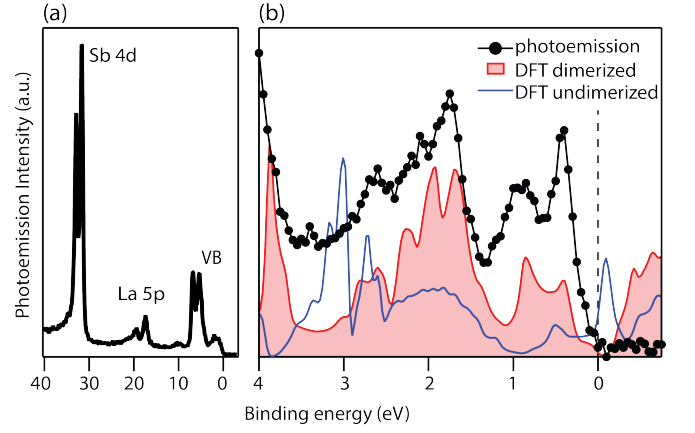 (a)
(b)
Photoemission Intensity (a.u.)
Sb 4d
La 5p
VB
photoemission
DFT dimerized
DFT undimerized
40 30 20 10 0
4 3 2 1 0
Binding energy (eV)